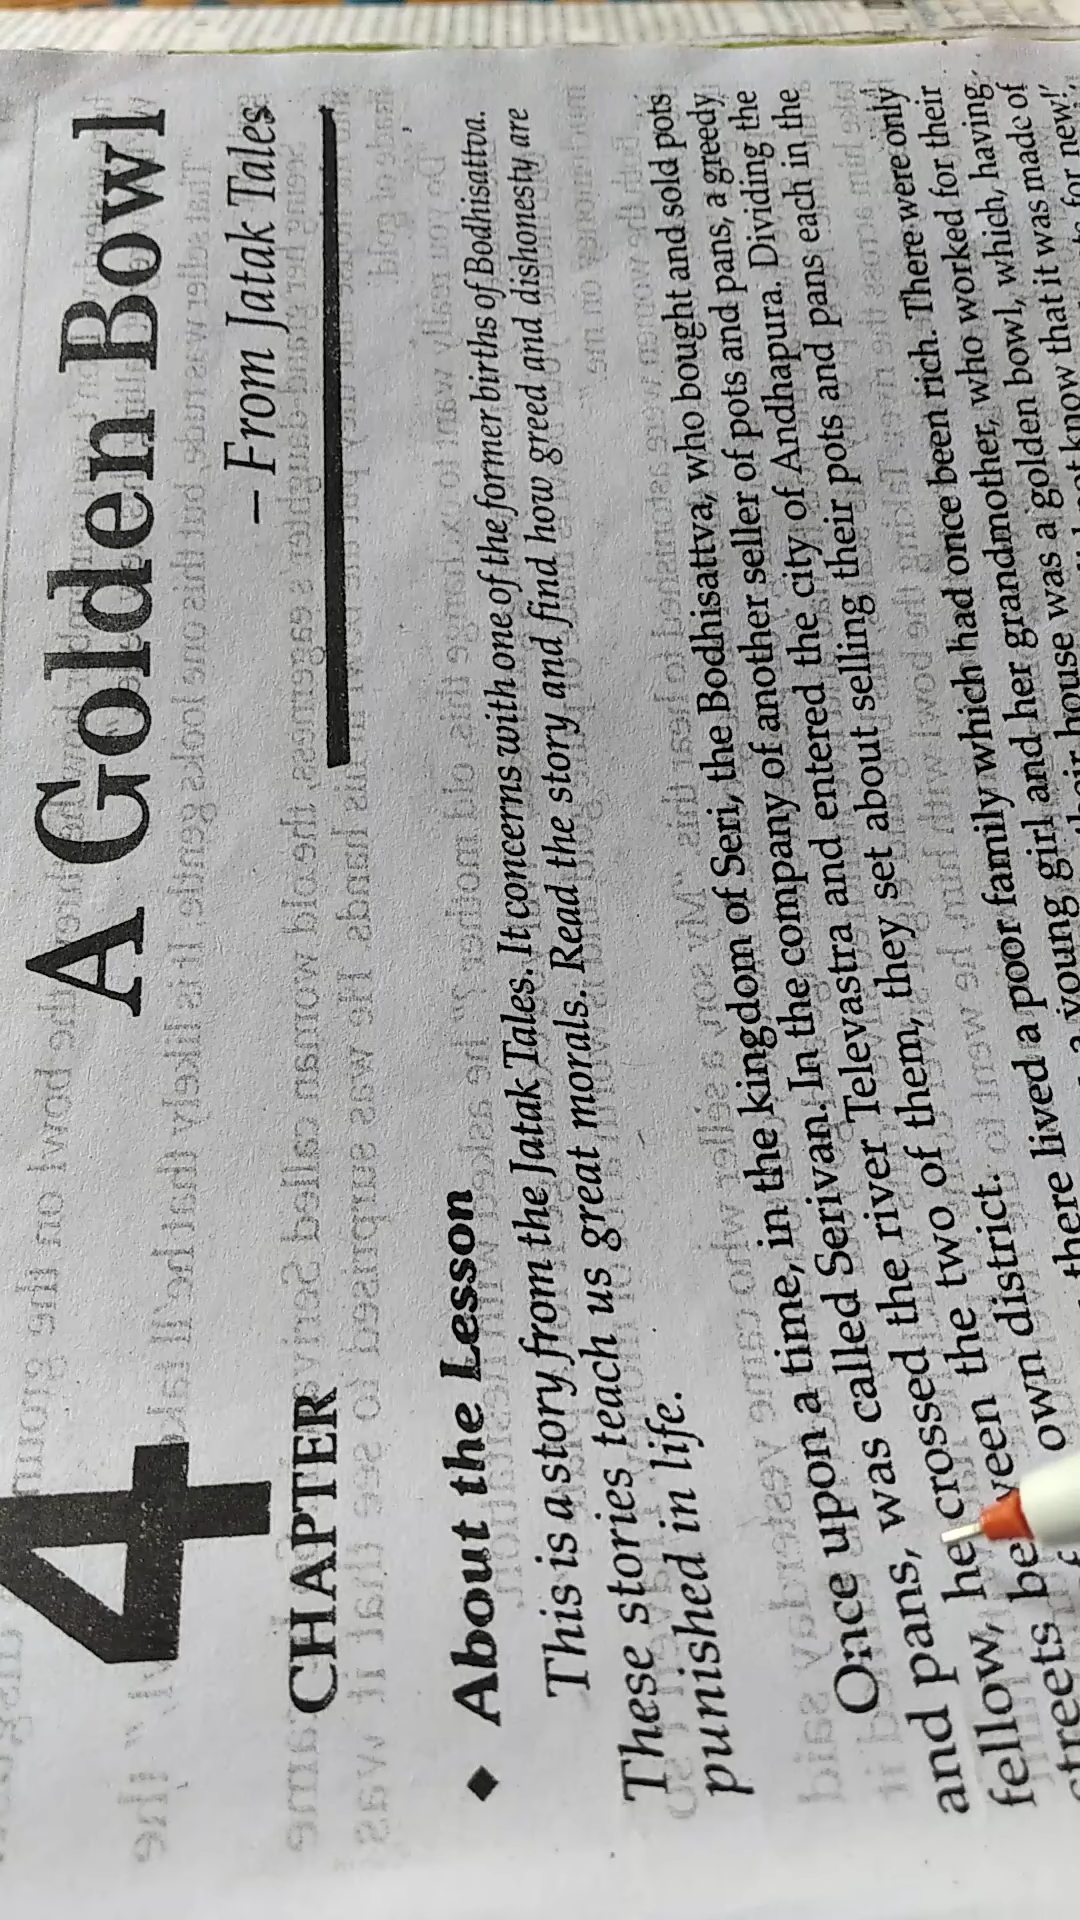 4
CHAPTER
A Golden Bowl
– From Jatak Tales
◆ About the Lesson
This is a story from the Jatak Tales. It concerns with one of the former births of Bodhisattva.
These stories teach us great morals. Read the story and find how greed and dishonesty are
punished in life.
Once upon a time, in the kingdom of Seri, the Bodhisattva, who bought and sold pots
and pans, was called Serivan. In the company of another seller of pots and pans, a greedy
fellow, he crossed the river Televastra and entered the city of Andhapura. Dividing the
streets between the two of them, they set about selling their pots and pans each in the
own district.
there lived a poor family which had once been rich. There were only
a young girl and her grandmother, who worked for their
their house was a golden bowl, which, having
not know that it was made of
for new!'